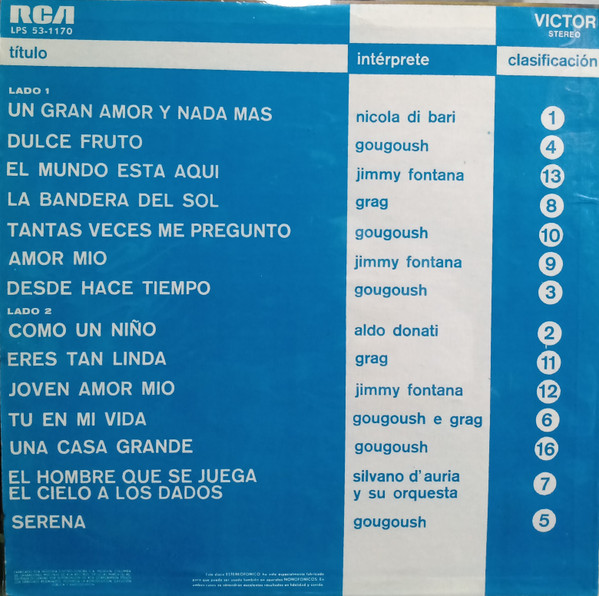 RCA VICTOR
LPS 53-1170 STEREO
título intérprete clasificación
LADO 1
UN GRAN AMOR Y NADA MAS nicola di bari 1
DULCE FRUTO gougoush 4
EL MUNDO ESTA AQUI jimmy fontana 13
LA BANDERA DEL SOL grag 8
TANTAS VECES ME PREGUNTO gougoush 10
AMOR MIO jimmy fontana 9
DESDE HACE TIEMPO gougoush 3
LADO 2
COMO UN NIÑO aldo donati 2
ERES TAN LINDA grag 11
JOVEN AMOR MIO jimmy fontana 12
TU EN MI VIDA gougoush e grag 6
UNA CASA GRANDE gougoush 16
EL HOMBRE QUE SE JUEGA silvano d'auria 7
EL CIELO A LOS DADOS y su orquesta
SERENA gougoush 5